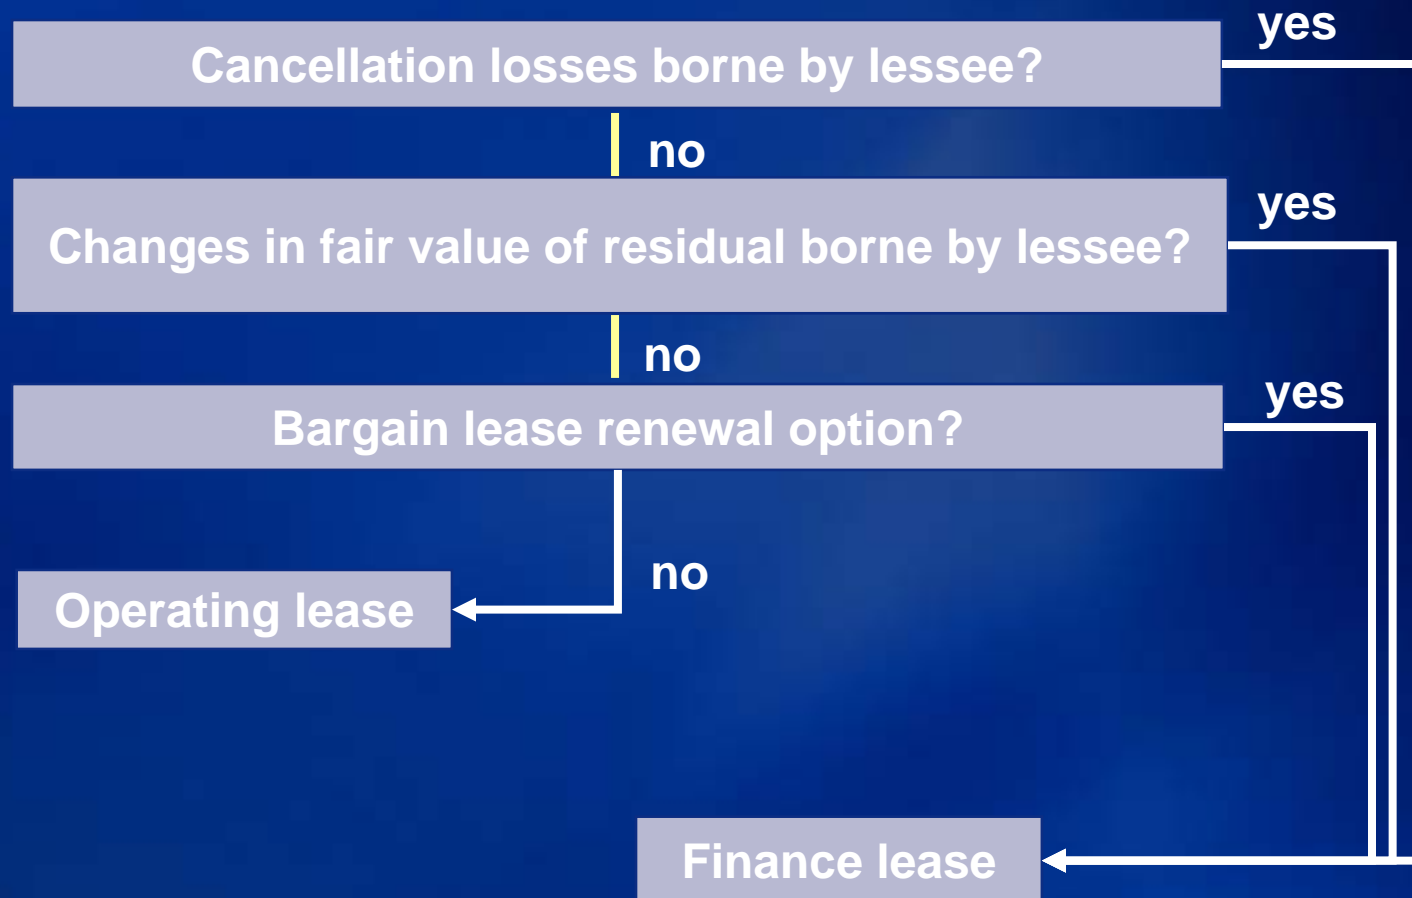 yes
Cancellation losses borne by lessee?
no
yes
Changes in fair value of residual borne by lessee?
no
yes
Bargain lease renewal option?
no
Operating lease
Finance lease